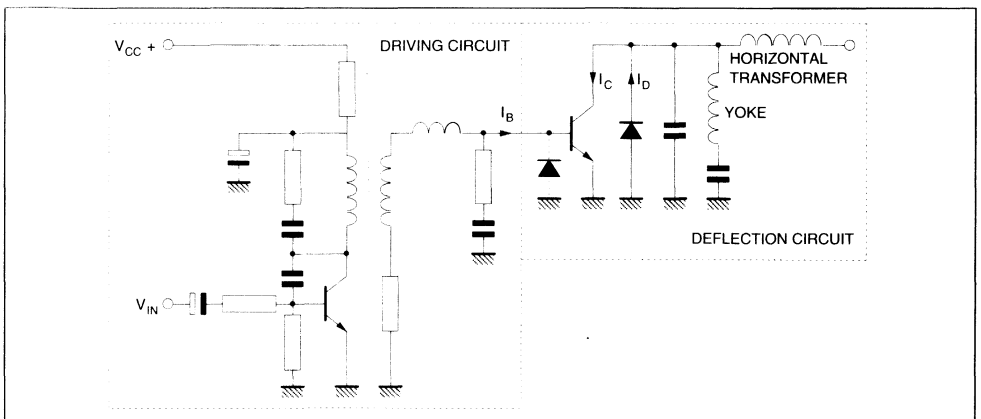 V_CC +
DRIVING CIRCUIT
HORIZONTAL
TRANSFORMER
I_C
I_D
YOKE
I_B
DEFLECTION CIRCUIT
V_IN